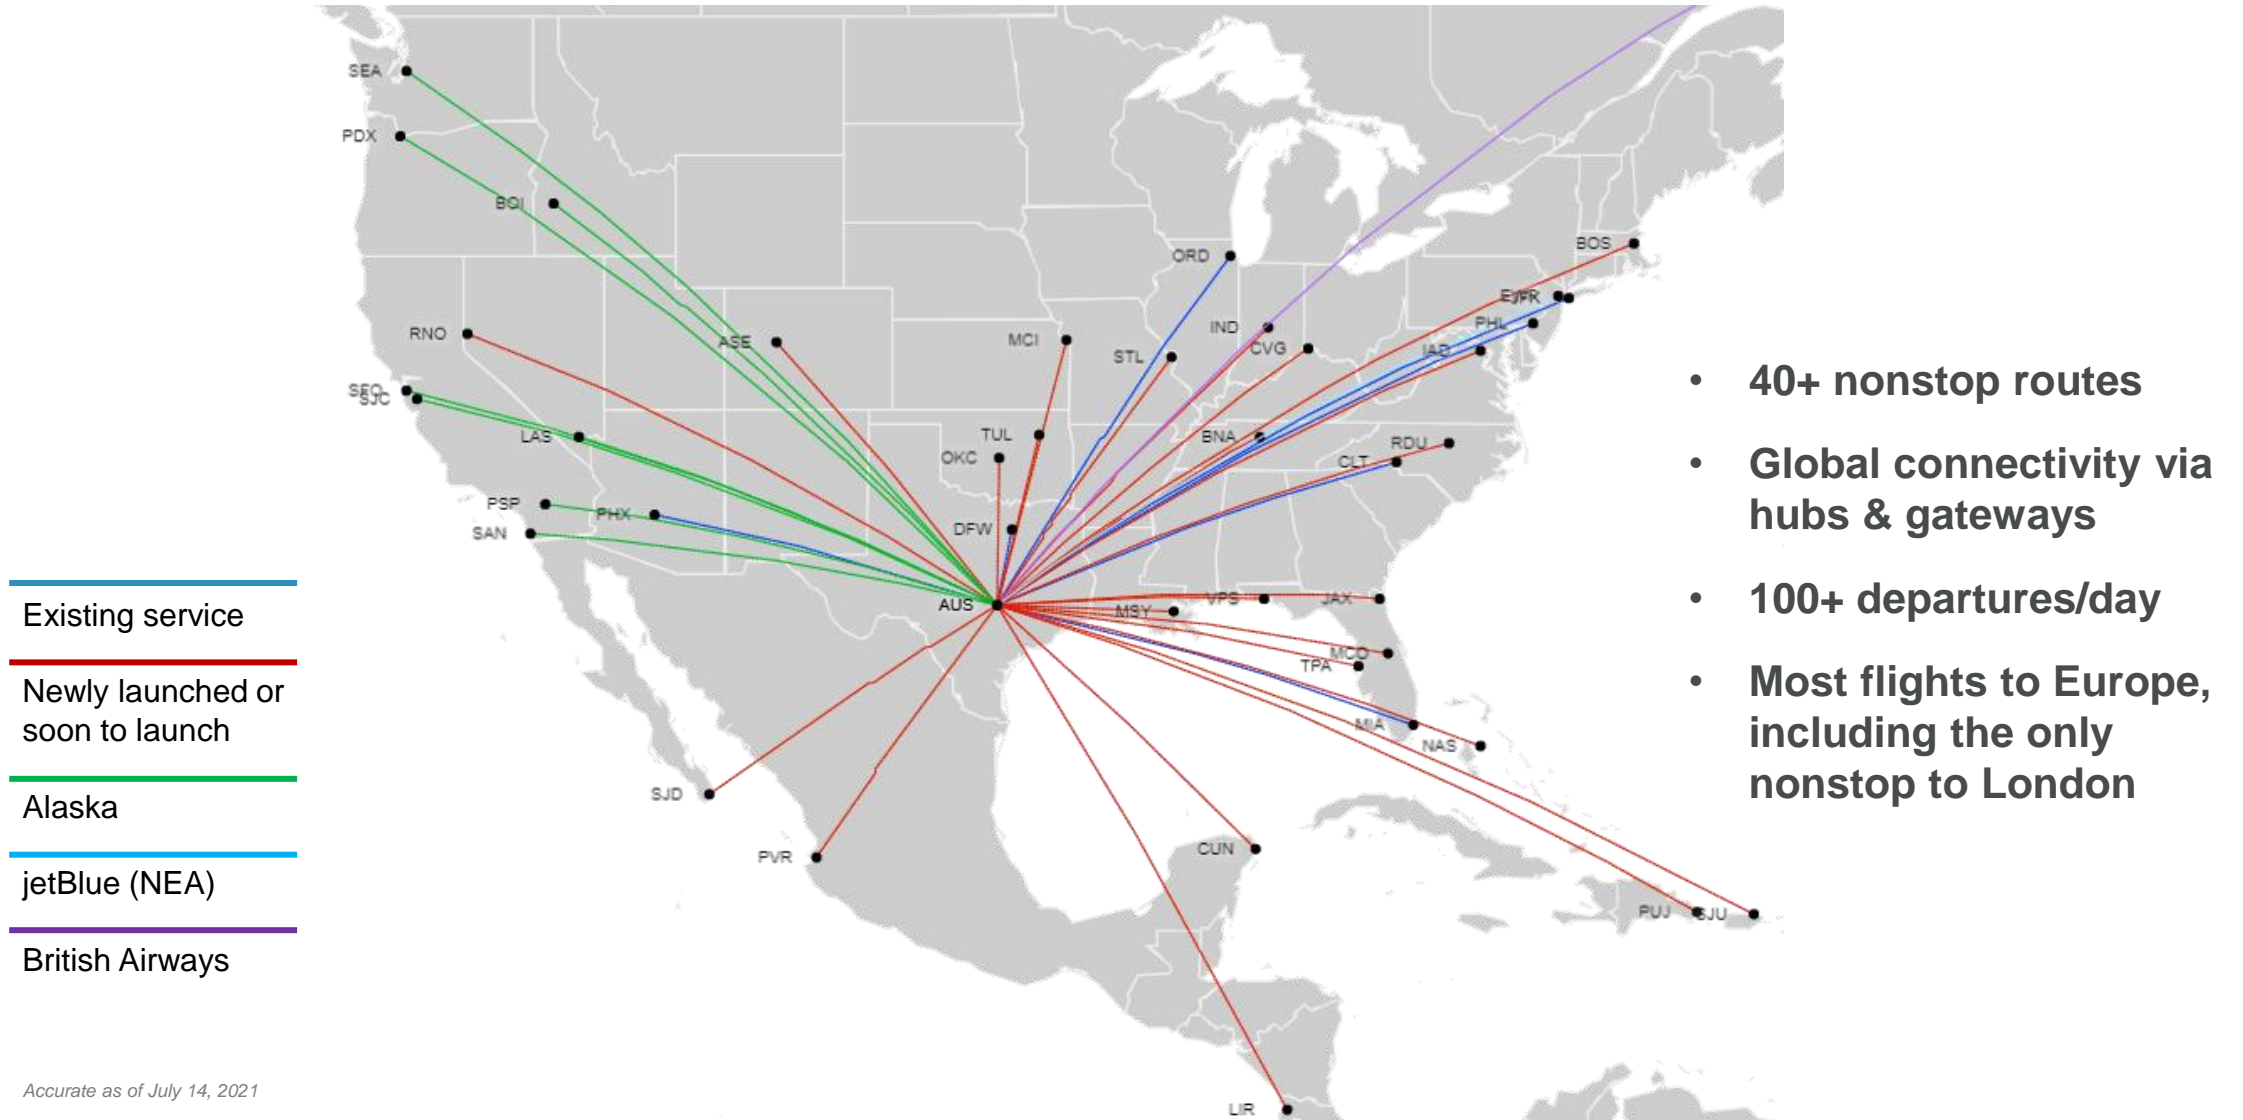 SEA
PDX
BOI
ORD
BOS
RNO
ASE
MCI
STL
IND
CVG
EWR
JFK
PHL
IAD
SFO
SJC
LAS
TUL
OKC
BNA
RDU
CLT
PSP
PHX
SAN
DFW
AUS
MSY
VPS
JAX
MCO
TPA
MIA
NAS
SJD
PVR
CUN
PUJ
SJU
LIR
Existing service
Newly launched or
soon to launch
Alaska
jetBlue (NEA)
British Airways
Accurate as of July 14, 2021
• 40+ nonstop routes
• Global connectivity via
hubs & gateways
• 100+ departures/day
• Most flights to Europe,
including the only
nonstop to London